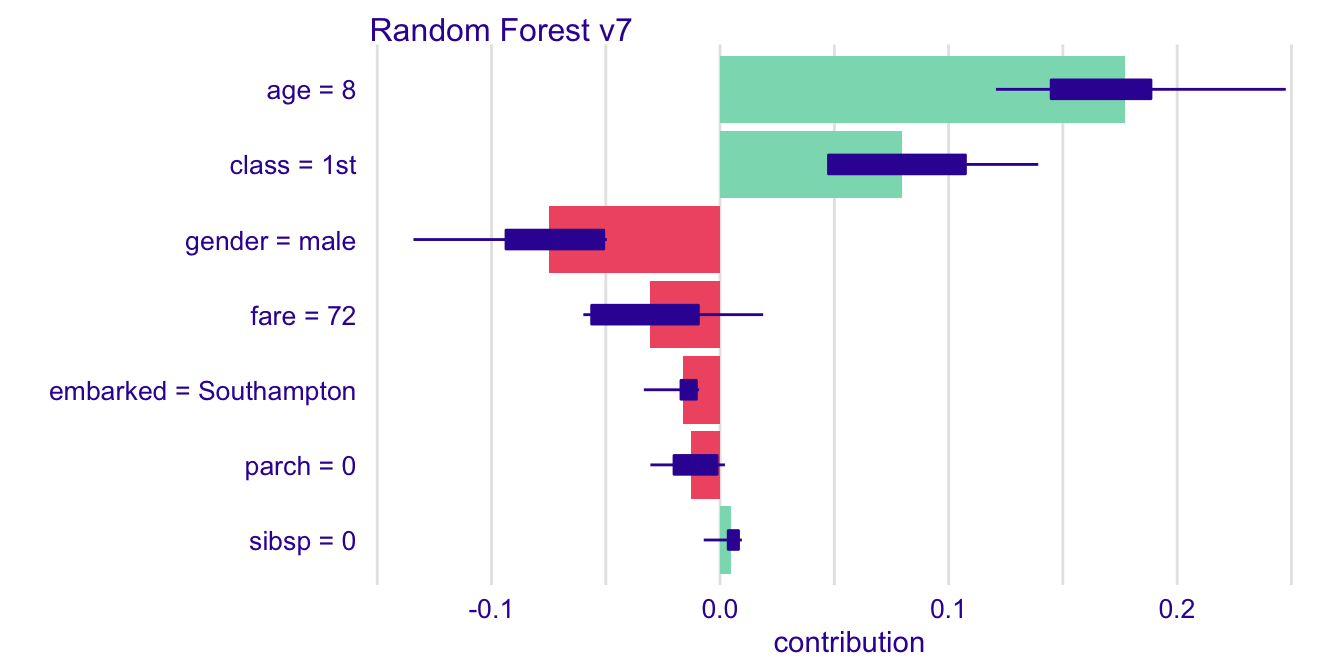 Random Forest v7
age = 8
class = 1st
gender = male
fare = 72
embarked = Southampton
parch = 0
sibsp = 0
-0.1 0.0 0.1 0.2
contribution